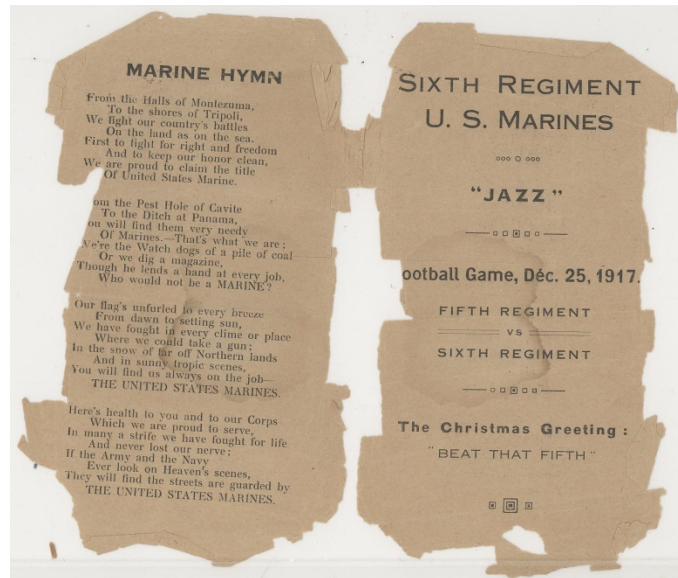 MARINE HYMN
From the Halls of Montezuma,
To the shores of Tripoli,
We fight our country's battles
On the land as on the sea.
First to fight for right and freedom
And to keep our honor clean,
We are proud to claim the title
Of United States Marine.
om the Pest Hole of Cavite
To the Ditch at Panama,
ou will find them very needy
Of Marines.—That's what we are;
We're the Watch dogs of a pile of coal
Or we dig a magazine,
Though he lends a hand at every job,
Who would not be a MARINE?
Our flag's unfurled to every breeze
From dawn to setting sun,
We have fought in every clime or place
Where we could take a gun;
In the snow of far off Northern lands
And in sunny tropic scenes,
You will find us always on the job—
THE UNITED STATES MARINES.
Here's health to you and to our Corps
Which we are proud to serve,
In many a strife we have fought for life
And never lost our nerve;
If the Army and the Navy
Ever look on Heaven's scenes,
They will find the streets are guarded by
THE UNITED STATES MARINES.
SIXTH REGIMENT
U. S. MARINES
"JAZZ"
ootball Game, Déc. 25, 1917.
FIFTH REGIMENT
VS
SIXTH REGIMENT
The Christmas Greeting:
"BEAT THAT FIFTH"